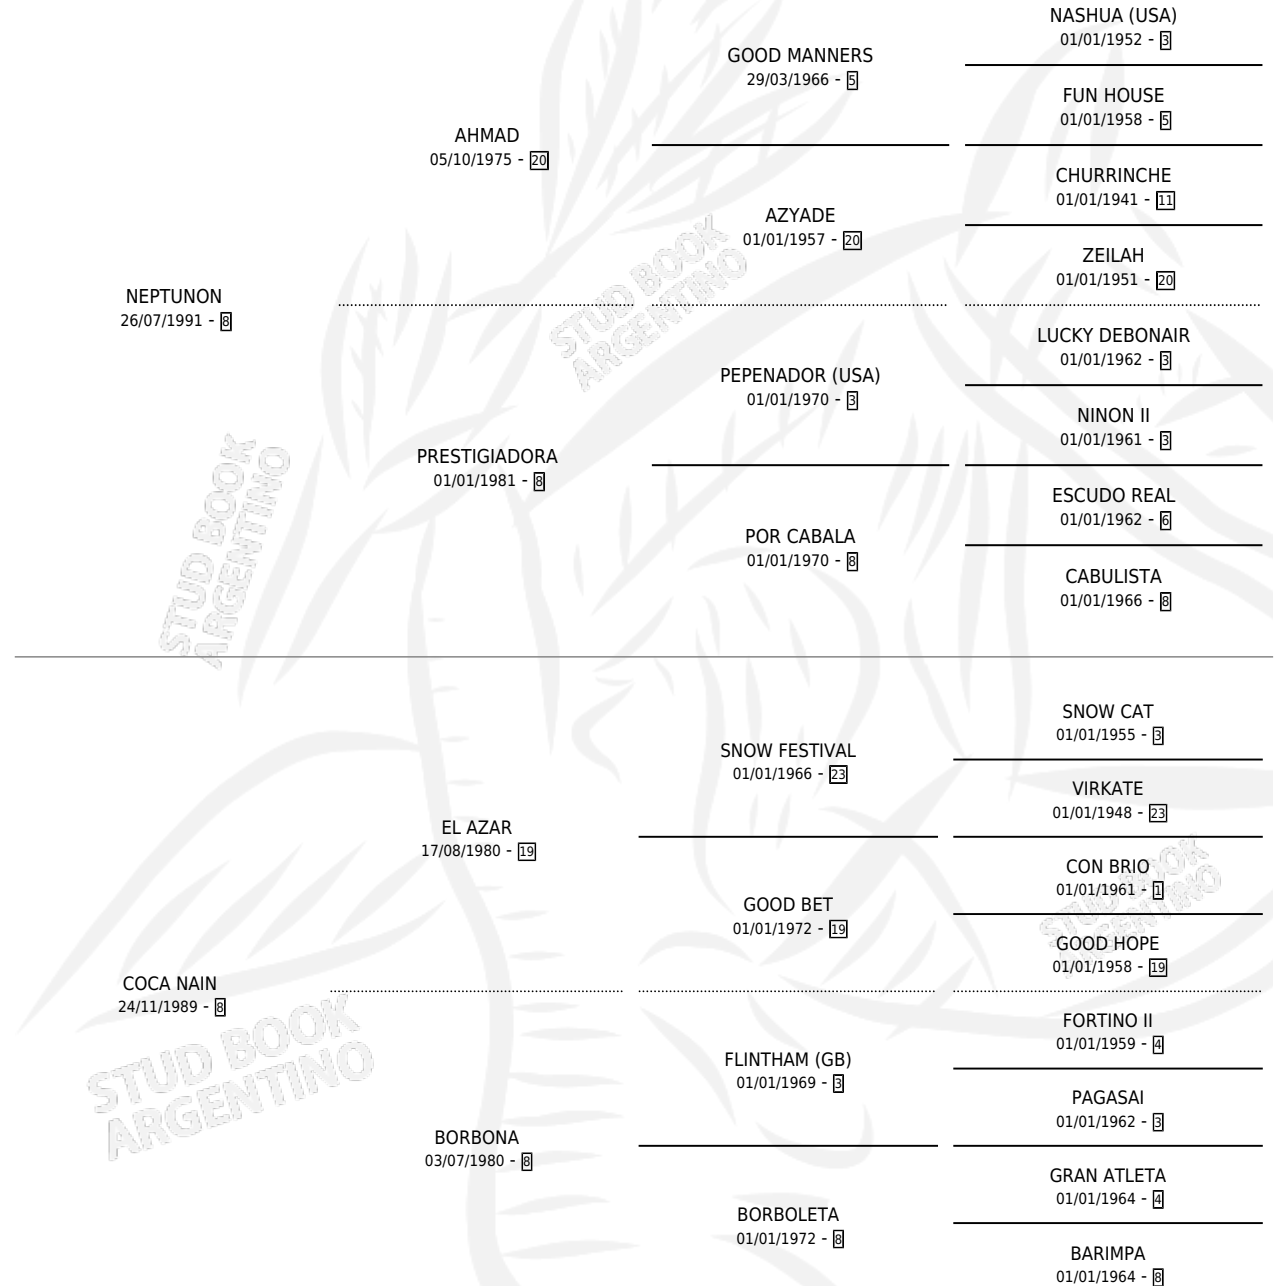 NASHUA (USA)
01/01/1952 - 3
GOOD MANNERS
29/03/1966 - 5
FUN HOUSE
01/01/1958 - 5
AHMAD
05/10/1975 - 20
CHURRINCHE
01/01/1941 - 11
AZYADE
01/01/1957 - 20
ZEILAH
01/01/1951 - 20
NEPTUNON
26/07/1991 - 8
LUCKY DEBONAIR
01/01/1962 - 3
PEPENADOR (USA)
01/01/1970 - 3
NINON II
01/01/1961 - 3
PRESTIGIADORA
01/01/1981 - 8
ESCUDO REAL
01/01/1962 - 6
POR CABALA
01/01/1970 - 8
CABULISTA
01/01/1966 - 8
SNOW CAT
01/01/1955 - 3
SNOW FESTIVAL
01/01/1966 - 23
VIRKATE
01/01/1948 - 23
EL AZAR
17/08/1980 - 19
CON BRIO
01/01/1961 - 1
GOOD BET
01/01/1972 - 19
GOOD HOPE
01/01/1958 - 19
COCA NAIN
24/11/1989 - 8
FORTINO II
01/01/1959 - 4
FLINTHAM (GB)
01/01/1969 - 3
PAGASAI
01/01/1962 - 3
BORBONA
03/07/1980 - 8
GRAN ATLETA
01/01/1964 - 4
BORBOLETA
01/01/1972 - 8
BARIMPA
01/01/1964 - 8
STUD BOOK
ARGENTINO
STUD BOOK
ARGENTINO
STUD BOOK
ARGENTINO
STUD BOOK
ARGENTINO